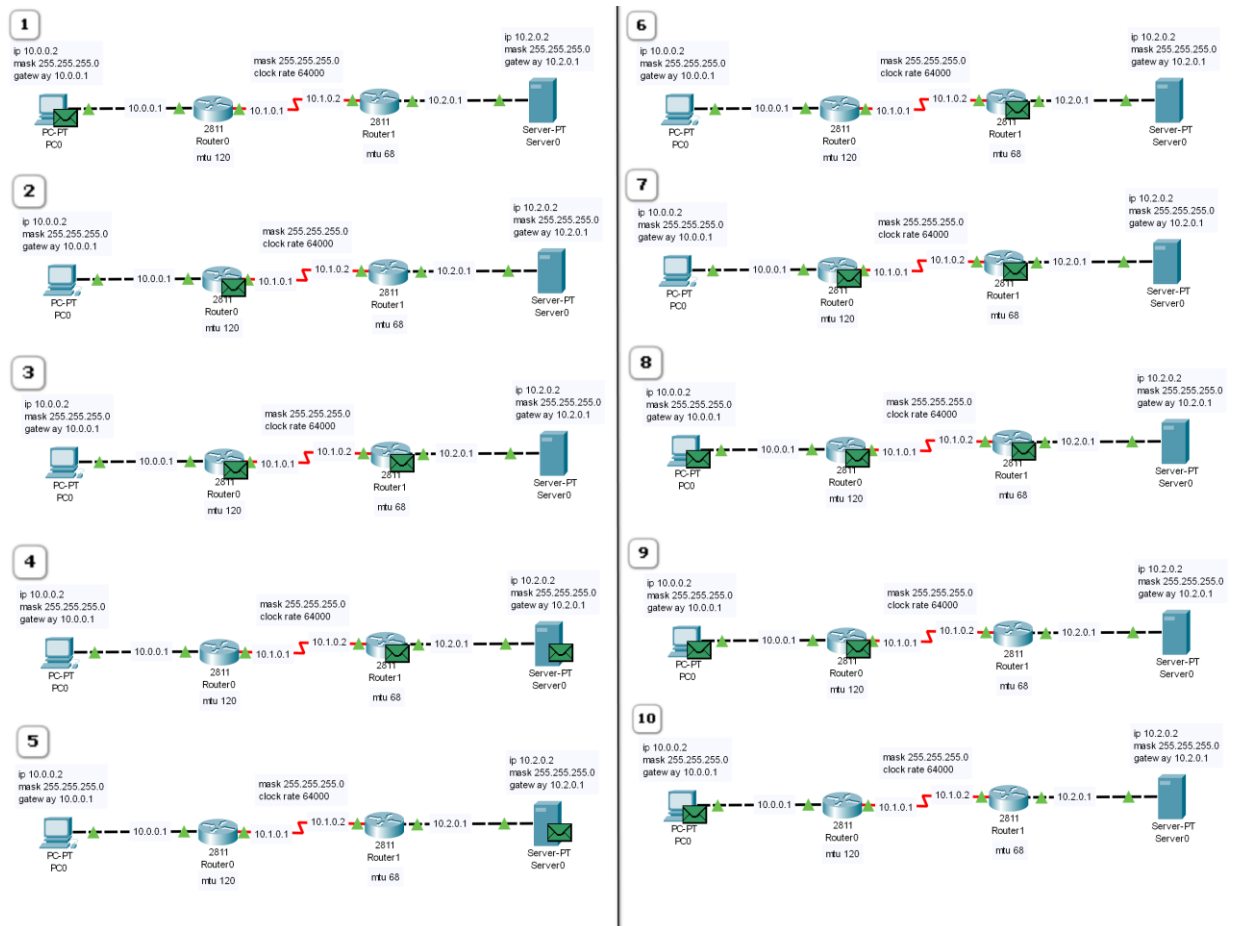 1
ip 10.0.0.2
mask 255.255.255.0
gatew ay 10.0.0.1
mask 255.255.255.0
clock rate 64000
ip 10.2.0.2
mask 255.255.255.0
gatew ay 10.2.0.1
10.0.0.1
10.1.0.1
10.1.0.2
10.2.0.1
PC-PT
PC0
2811
Router0
mtu 120
2811
Router1
mtu 68
Server-PT
Server0
2
ip 10.0.0.2
mask 255.255.255.0
gatew ay 10.0.0.1
mask 255.255.255.0
clock rate 64000
ip 10.2.0.2
mask 255.255.255.0
gatew ay 10.2.0.1
10.0.0.1
10.1.0.1
10.1.0.2
10.2.0.1
PC-PT
PC0
2811
Router0
mtu 120
2811
Router1
mtu 68
Server-PT
Server0
3
ip 10.0.0.2
mask 255.255.255.0
gatew ay 10.0.0.1
mask 255.255.255.0
clock rate 64000
ip 10.2.0.2
mask 255.255.255.0
gatew ay 10.2.0.1
10.0.0.1
10.1.0.1
10.1.0.2
10.2.0.1
PC-PT
PC0
2811
Router0
mtu 120
2811
Router1
mtu 68
Server-PT
Server0
4
ip 10.0.0.2
mask 255.255.255.0
gatew ay 10.0.0.1
mask 255.255.255.0
clock rate 64000
ip 10.2.0.2
mask 255.255.255.0
gatew ay 10.2.0.1
10.0.0.1
10.1.0.1
10.1.0.2
10.2.0.1
PC-PT
PC0
2811
Router0
mtu 120
2811
Router1
mtu 68
Server-PT
Server0
5
ip 10.0.0.2
mask 255.255.255.0
gatew ay 10.0.0.1
mask 255.255.255.0
clock rate 64000
ip 10.2.0.2
mask 255.255.255.0
gatew ay 10.2.0.1
10.0.0.1
10.1.0.1
10.1.0.2
10.2.0.1
PC-PT
PC0
2811
Router0
mtu 120
2811
Router1
mtu 68
Server-PT
Server0
6
ip 10.0.0.2
mask 255.255.255.0
gatew ay 10.0.0.1
mask 255.255.255.0
clock rate 64000
ip 10.2.0.2
mask 255.255.255.0
gatew ay 10.2.0.1
10.0.0.1
10.1.0.1
10.1.0.2
10.2.0.1
PC-PT
PC0
2811
Router0
mtu 120
2811
Router1
mtu 68
Server-PT
Server0
7
ip 10.0.0.2
mask 255.255.255.0
gatew ay 10.0.0.1
mask 255.255.255.0
clock rate 64000
ip 10.2.0.2
mask 255.255.255.0
gatew ay 10.2.0.1
10.0.0.1
10.1.0.1
10.1.0.2
10.2.0.1
PC-PT
PC0
2811
Router0
mtu 120
2811
Router1
mtu 68
Server-PT
Server0
8
ip 10.0.0.2
mask 255.255.255.0
gatew ay 10.0.0.1
mask 255.255.255.0
clock rate 64000
ip 10.2.0.2
mask 255.255.255.0
gatew ay 10.2.0.1
10.0.0.1
10.1.0.1
10.1.0.2
10.2.0.1
PC-PT
PC0
2811
Router0
mtu 120
2811
Router1
mtu 68
Server-PT
Server0
9
ip 10.0.0.2
mask 255.255.255.0
gatew ay 10.0.0.1
mask 255.255.255.0
clock rate 64000
ip 10.2.0.2
mask 255.255.255.0
gatew ay 10.2.0.1
10.0.0.1
10.1.0.1
10.1.0.2
10.2.0.1
PC-PT
PC0
2811
Router0
mtu 120
2811
Router1
mtu 68
Server-PT
Server0
10
ip 10.0.0.2
mask 255.255.255.0
gatew ay 10.0.0.1
mask 255.255.255.0
clock rate 64000
ip 10.2.0.2
mask 255.255.255.0
gatew ay 10.2.0.1
10.0.0.1
10.1.0.1
10.1.0.2
10.2.0.1
PC-PT
PC0
2811
Router0
mtu 120
2811
Router1
mtu 68
Server-PT
Server0